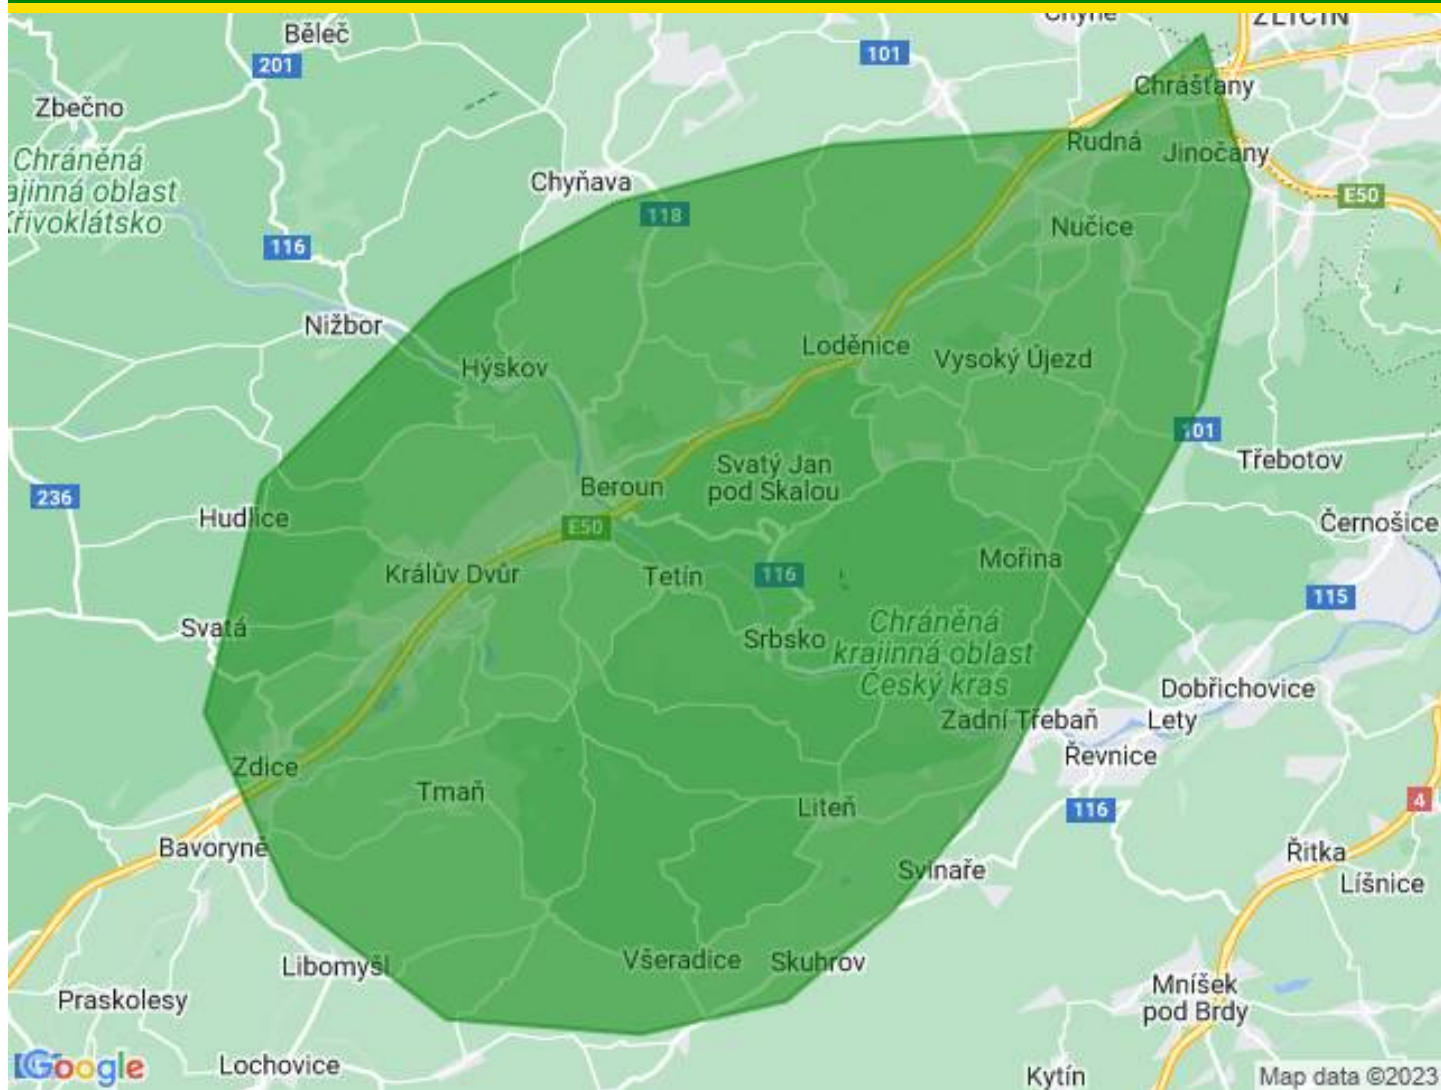 Běleč
Chýně
ZLIČÍN
201
101
Chrášťany
Zbečno
Rudná
Jinočany
Chráněná
ajinná oblast
Křivoklátsko
Chyňava
E50
118
Nučice
116
Nižbor
Loděnice
Vysoký Újezd
Hýskov
101
Třebotov
Svatý Jan
pod Skalou
Beroun
236
Hudlice
E50
Černošice
Mořina
Králův Dvůr
Tetín
116
115
Chráněná
krajinná oblast
Český kras
Svatá
Srbsko
Dobřichovice
Zadní Třebaň
Lety
Řevnice
Zdice
Tmaň
Liteň
116
4
Bavoryně
Svinaře
Řitka
Líšnice
Libomyšl
Všeradice
Skuhrov
Praskolesy
Mníšek
pod Brdy
Google
Lochovice
Kytín
Map data ©2023